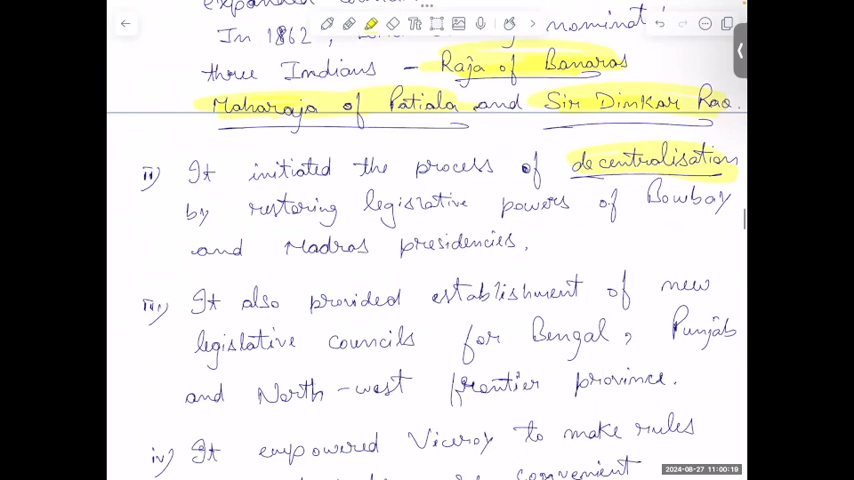 In 1862, nominat
three Indians - Raja of Banaras
Maharaja of Patiala and Sir Dinkar Rao.
ii) It initiated the process of decentralisation
by restoring legislative powers of Bombay
and Madras presidencies.
iii) It also provided establishment of new
legislative councils for Bengal, Punjab
and North-west frontier province.
iv) It empowered Viceroy to make rules
convenient
2024-08-27 11:00:19